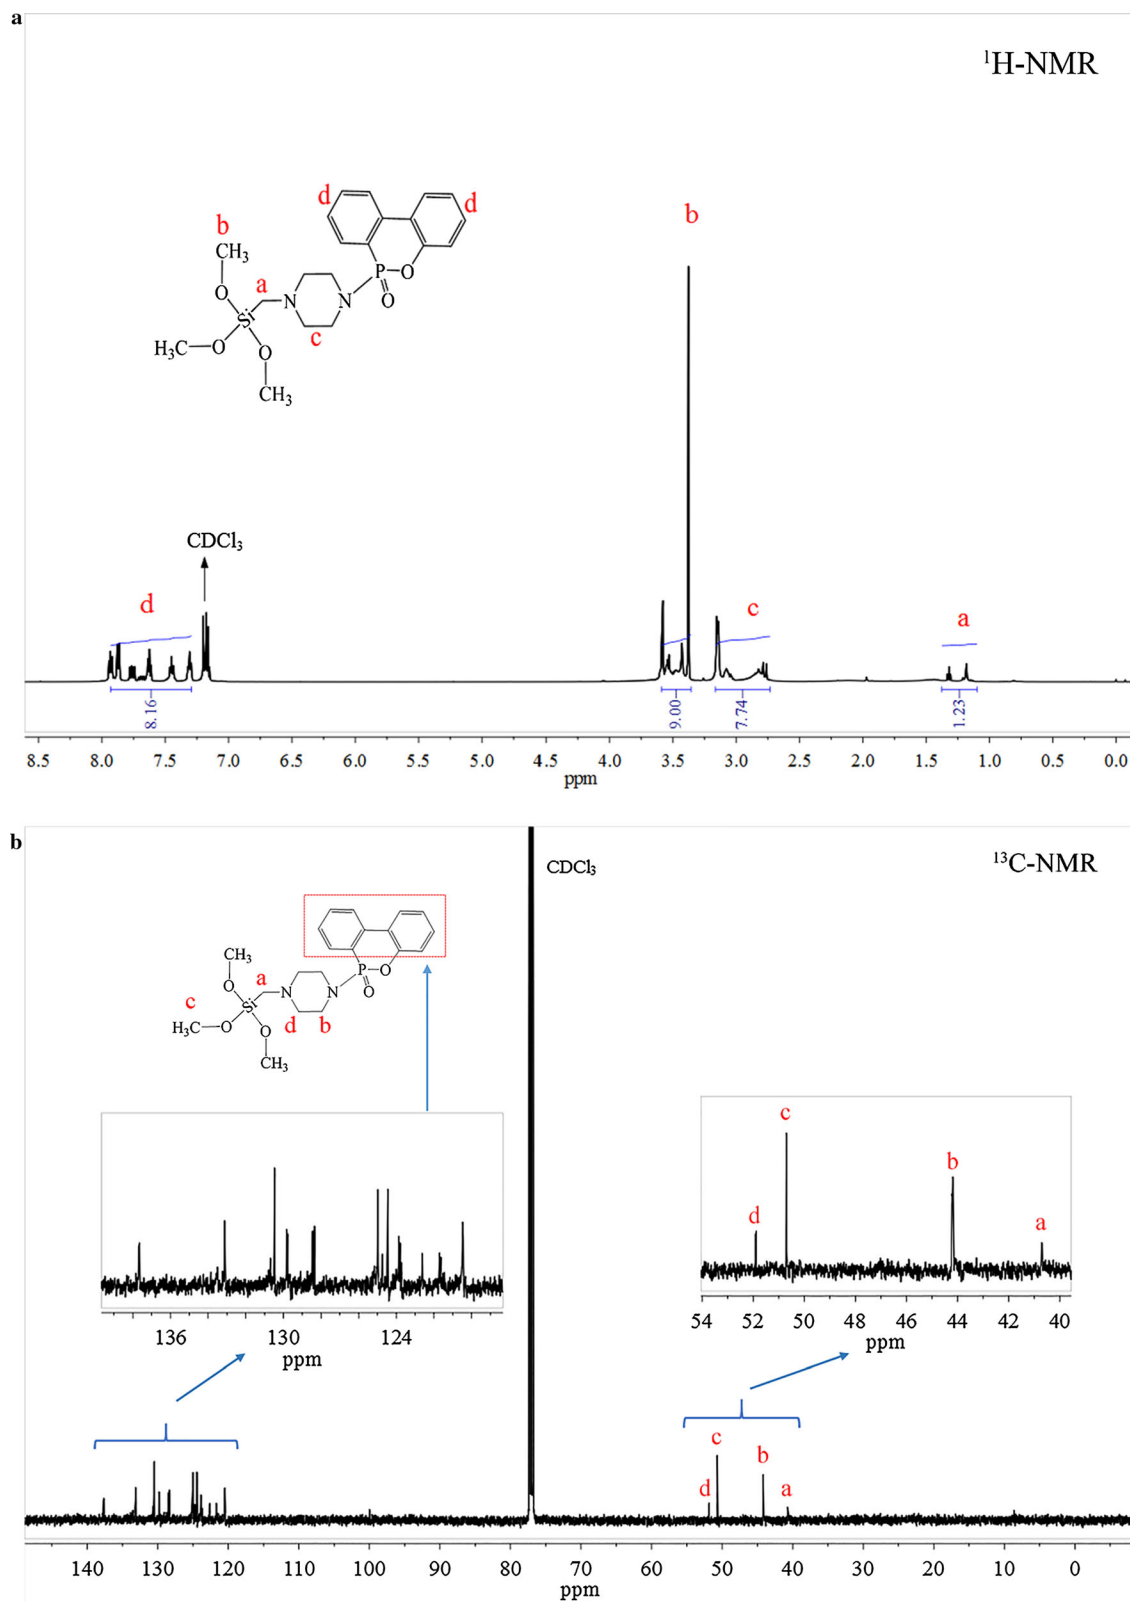 a
¹H-NMR
d
d
b
CH₃
b
O
P
O
a
N
N
O
Si
c
H₃C
O
O
CH₃
CDCl₃
d
c
a
8.16
9.00
7.74
1.23
8.5 8.0 7.5 7.0 6.5 6.0 5.5 5.0 4.5 4.0 3.5 3.0 2.5 2.0 1.5 1.0 0.5 0.0
ppm
b
CDCl₃
¹³C-NMR
CH₃
a
P
O
O
O
N
N
c
Si
d
b
H₃C
O
O
CH₃
c
b
d
a
136 130 124
ppm
54 52 50 48 46 44 42 40
ppm
c
b
d
a
140 130 120 110 100 90 80 70 60 50 40 30 20 10 0
ppm